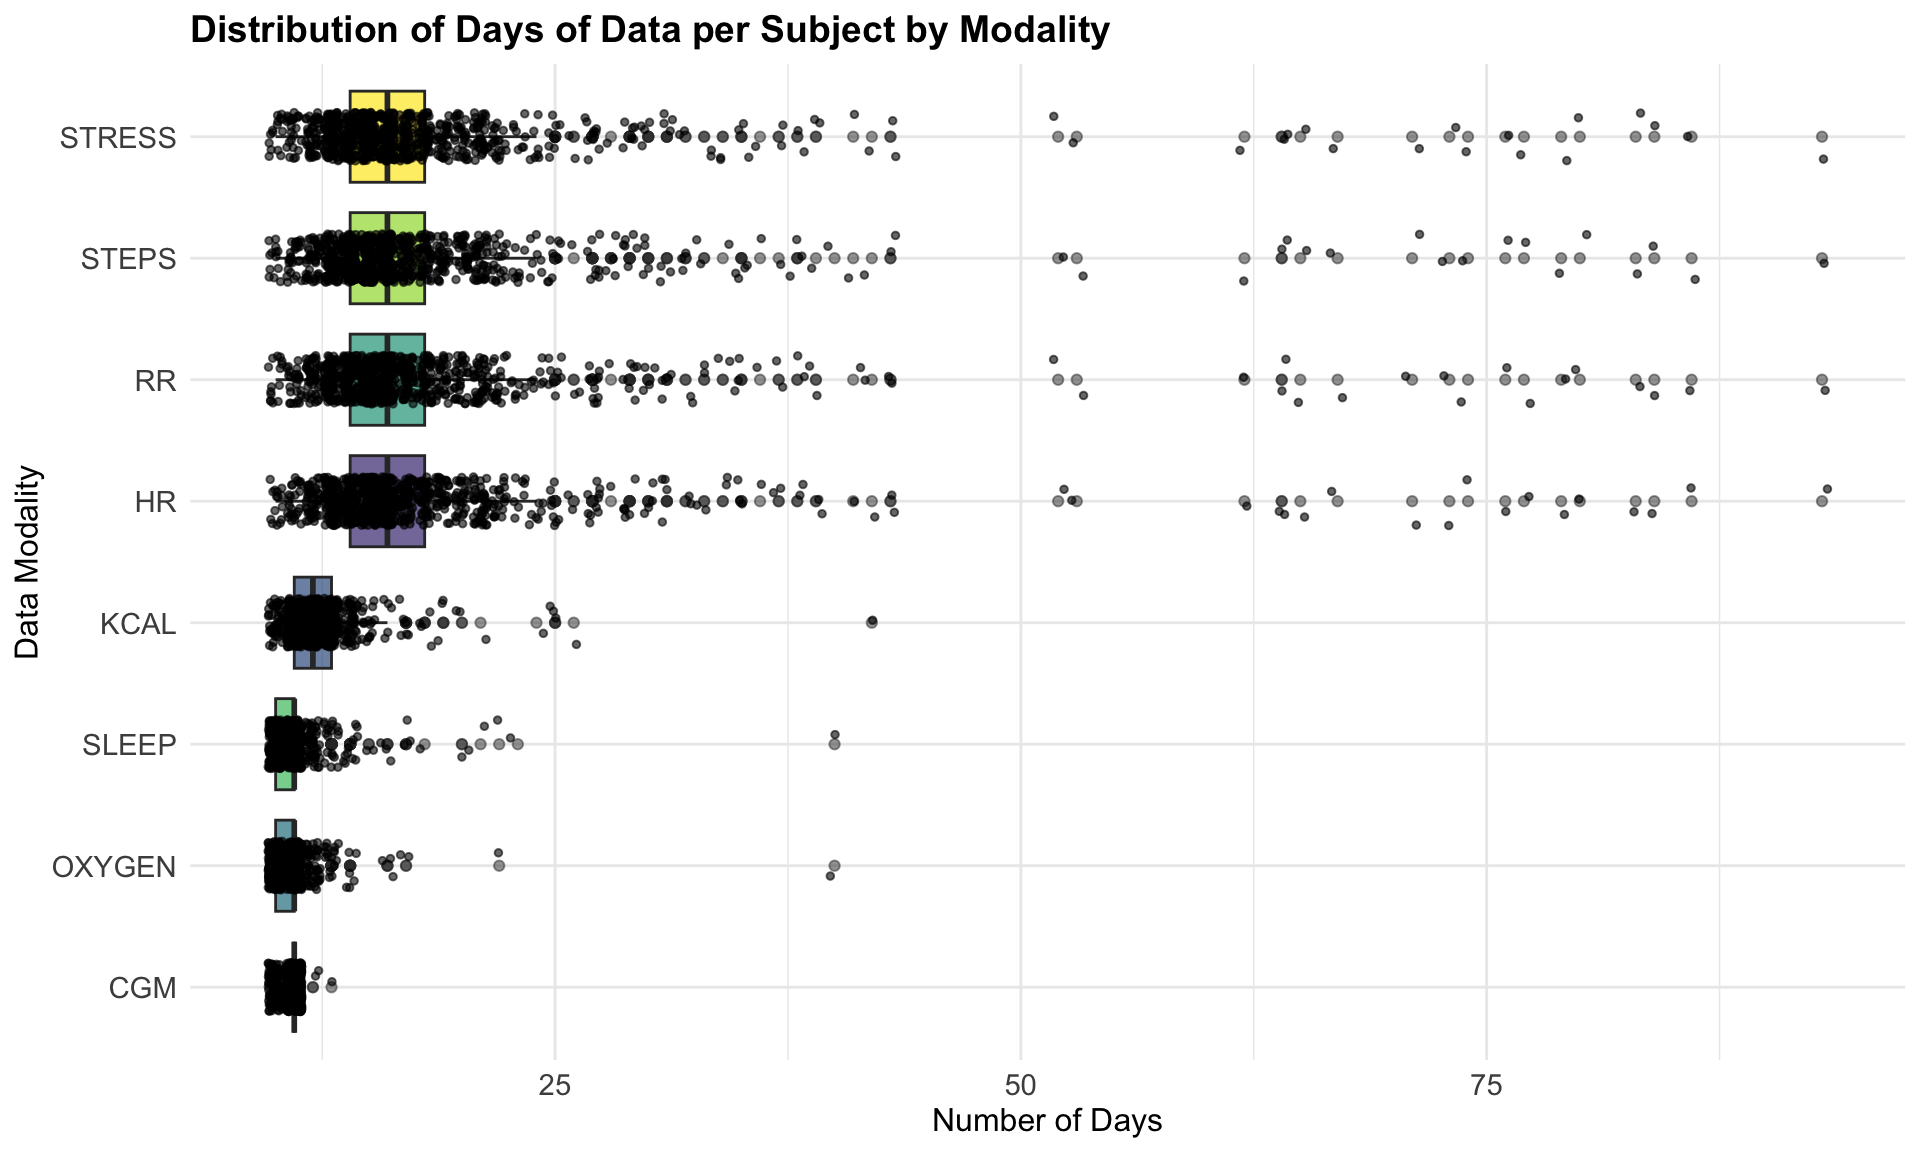 Distribution of Days of Data per Subject by Modality
STRESS
STEPS
RR
HR
KCAL
SLEEP
OXYGEN
CGM
Data Modality
25 50 75
Number of Days